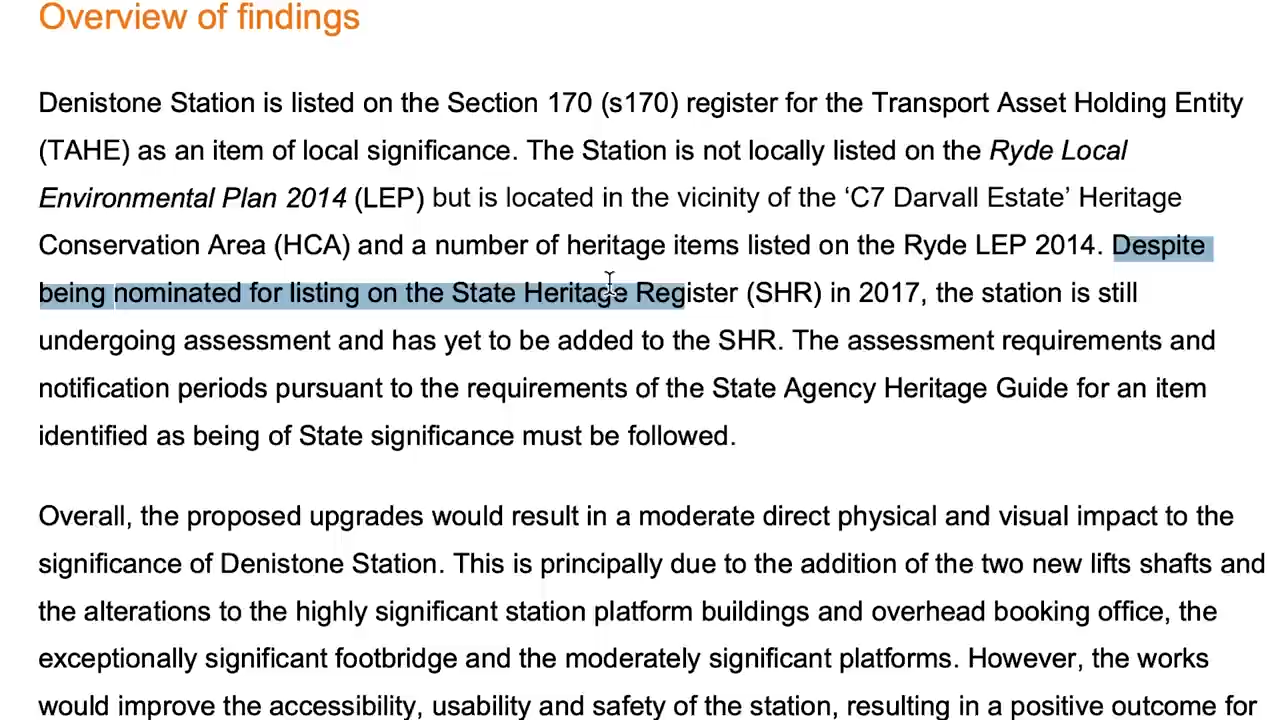 Overview of findings
Denistone Station is listed on the Section 170 (s170) register for the Transport Asset Holding Entity
(TAHE) as an item of local significance. The Station is not locally listed on the Ryde Local
Environmental Plan 2014 (LEP) but is located in the vicinity of the ‘C7 Darvall Estate’ Heritage
Conservation Area (HCA) and a number of heritage items listed on the Ryde LEP 2014. Despite
being nominated for listing on the State Heritage Register (SHR) in 2017, the station is still
undergoing assessment and has yet to be added to the SHR. The assessment requirements and
notification periods pursuant to the requirements of the State Agency Heritage Guide for an item
identified as being of State significance must be followed.
Overall, the proposed upgrades would result in a moderate direct physical and visual impact to the
significance of Denistone Station. This is principally due to the addition of the two new lifts shafts and
the alterations to the highly significant station platform buildings and overhead booking office, the
exceptionally significant footbridge and the moderately significant platforms. However, the works
would improve the accessibility, usability and safety of the station, resulting in a positive outcome for